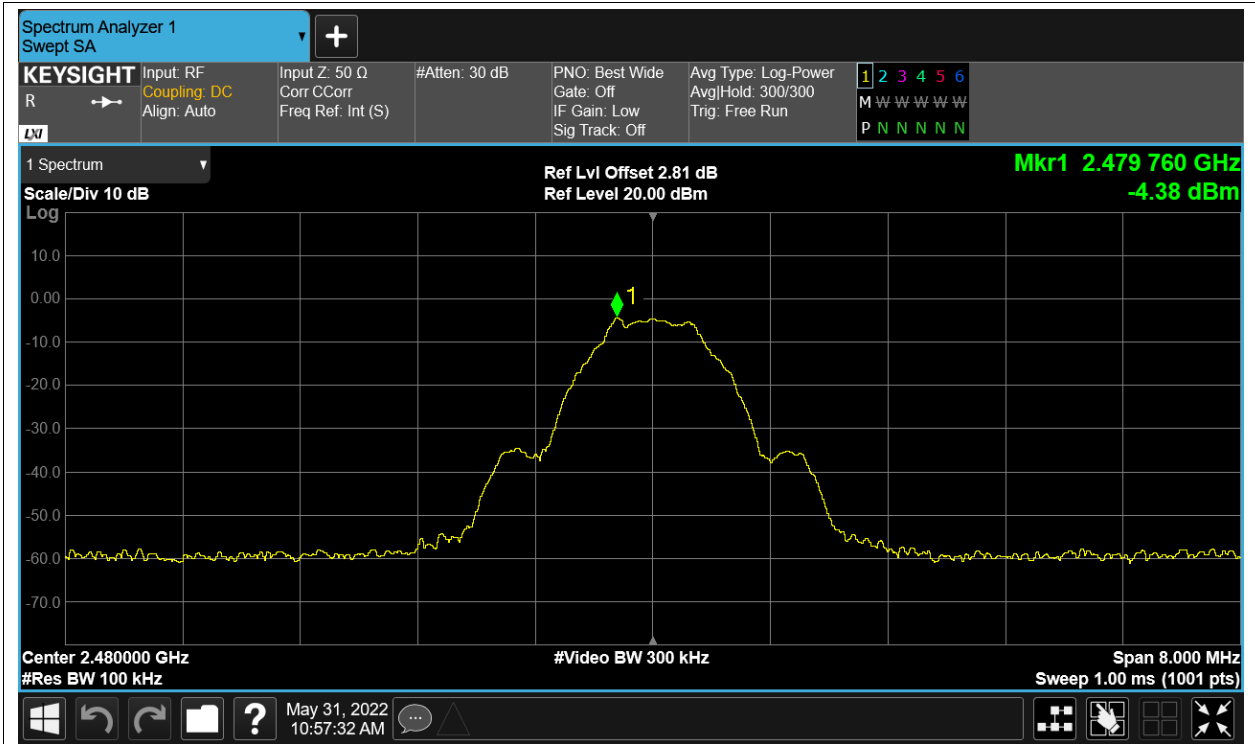 Spectrum Analyzer 1
Swept SA
+
KEYSIGHT
R
LXI
Input: RF
Coupling: DC
Align: Auto
Input Z: 50 Ω
Corr CCorr
Freq Ref: Int (S)
#Atten: 30 dB
PNO: Best Wide
Gate: Off
IF Gain: Low
Sig Track: Off
Avg Type: Log-Power
Avg|Hold: 300/300
Trig: Free Run
1 2 3 4 5 6
M W W W W W
P N N N N N
1 Spectrum
Scale/Div 10 dB
Log
Ref Lvl Offset 2.81 dB
Ref Level 20.00 dBm
Mkr1 2.479 760 GHz
-4.38 dBm
10.0
0.00
1
-10.0
-20.0
-30.0
-40.0
-50.0
-60.0
-70.0
Center 2.480000 GHz
#Res BW 100 kHz
#Video BW 300 kHz
Span 8.000 MHz
Sweep 1.00 ms (1001 pts)
?
May 31, 2022
10:57:32 AM